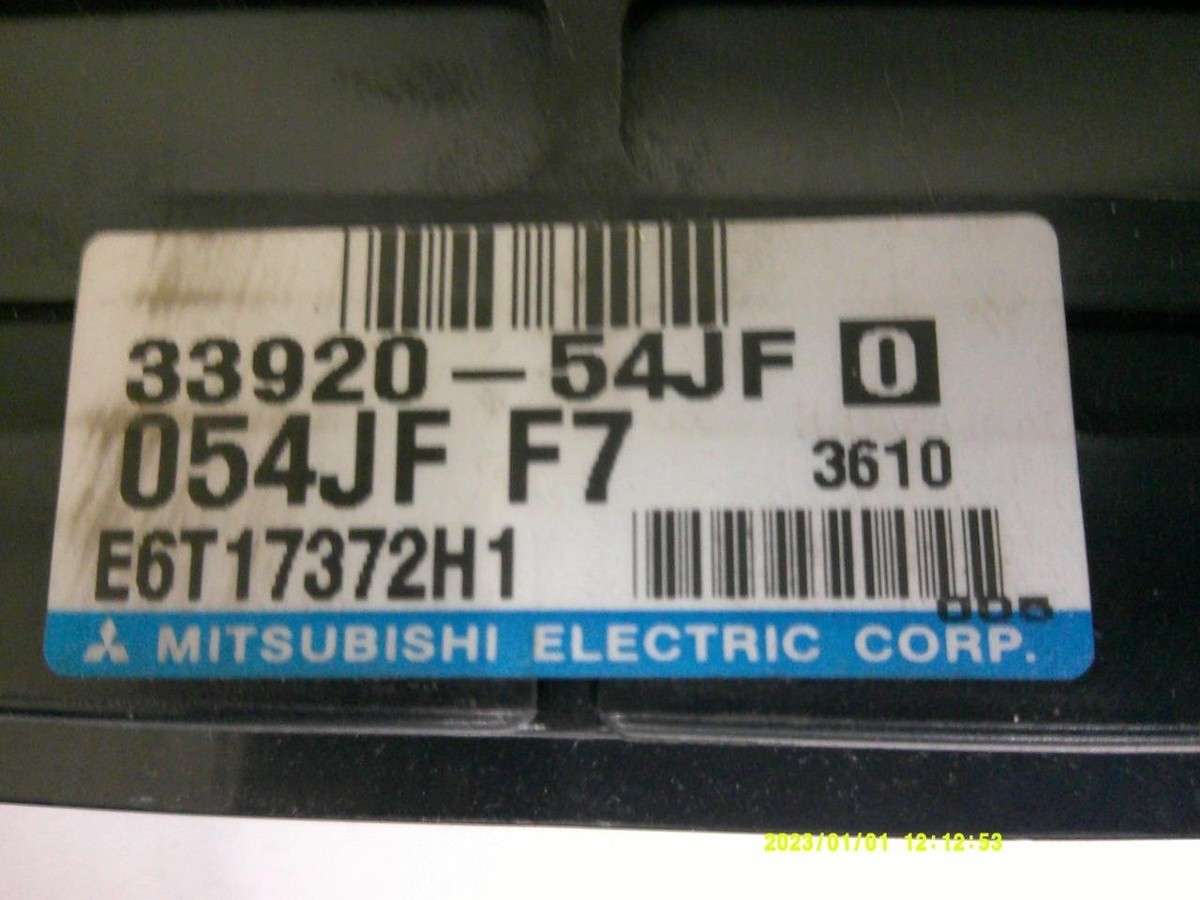 33920-54JF 0
054JF F7 3610
E6T17372H1
MITSUBISHI ELECTRIC CORP.
2023/01/01 12:12:53